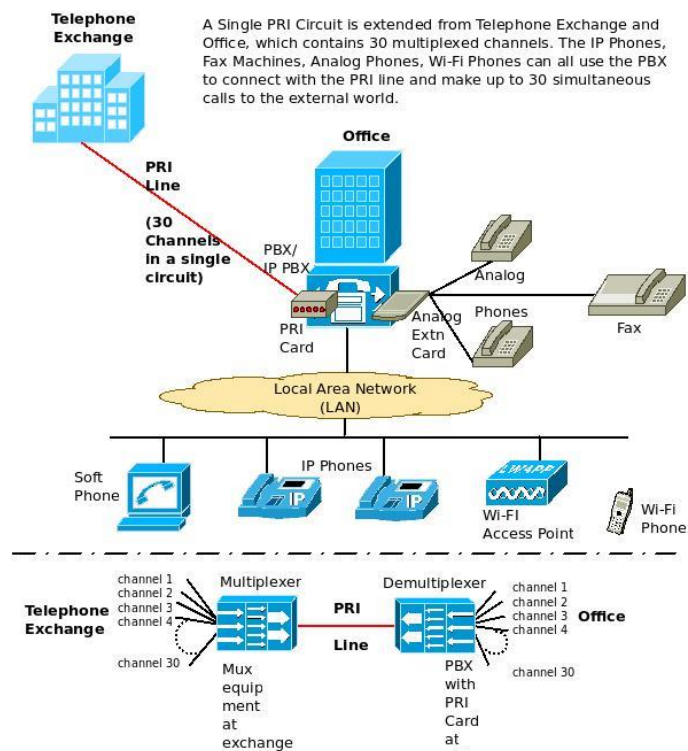 Telephone
Exchange
A Single PRI Circuit is extended from Telephone Exchange and
Office, which contains 30 multiplexed channels. The IP Phones,
Fax Machines, Analog Phones, Wi-Fi Phones can all use the PBX
to connect with the PRI line and make up to 30 simultaneous
calls to the external world.
Office
PRI
Line
(30
Channels
in a single
circuit)
PBX/
IP PBX
PRI
Card
Analog
Extn
Card
Analog
Phones
Fax
Local Area Network
(LAN)
Soft
Phone
IP Phones
IP
IP
LWAPP
Wi-FI
Access Point
Wi-Fi
Phone
Telephone
Exchange
channel 1
channel 2
channel 3
channel 4
channel 30
Multiplexer
Mux
equip
ment
at
exchange
PRI
Line
Demultiplexer
PBX
with
PRI
Card
at
channel 1
channel 2
channel 3
channel 4
channel 30
Office